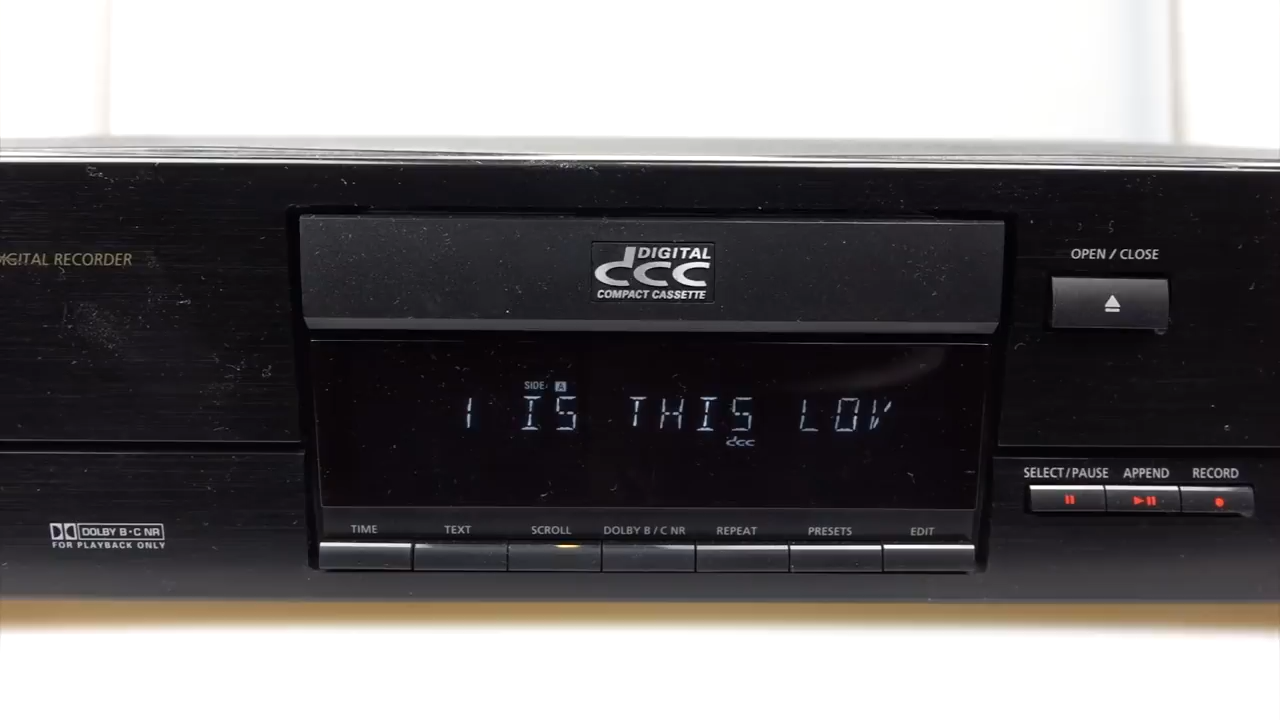 DIGITAL
dcc
COMPACT CASSETTE
DIGITAL RECORDER
OPEN / CLOSE
SIDE A
1 IS THIS LOV
dcc
SELECT/PAUSE APPEND RECORD
DOLBY B·C NR
FOR PLAYBACK ONLY
TIME TEXT SCROLL DOLBY B / C NR REPEAT PRESETS EDIT